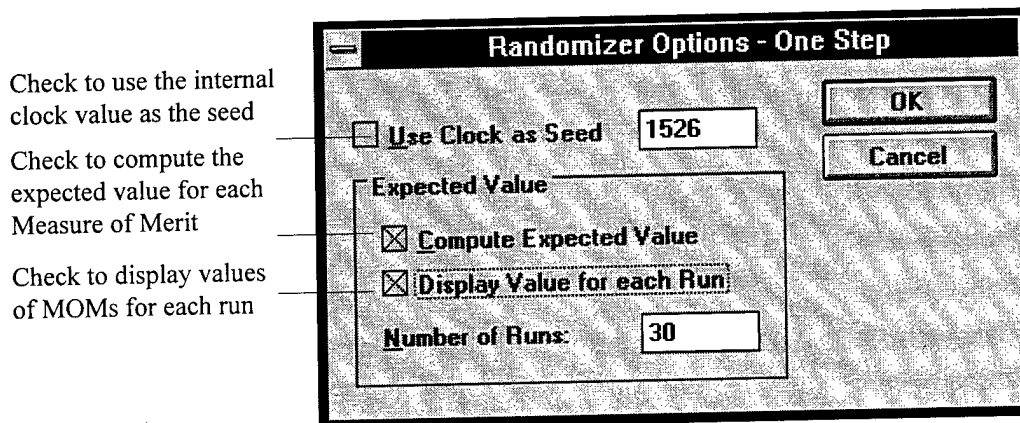 Check to use the internal
clock value as the seed
Check to compute the
expected value for each
Measure of Merit
Check to display values
of MOMs for each run
Randomizer Options - One Step
Use Clock as Seed 1526
OK
Cancel
Expected Value
Compute Expected Value
Display Value for each Run
Number of Runs: 30